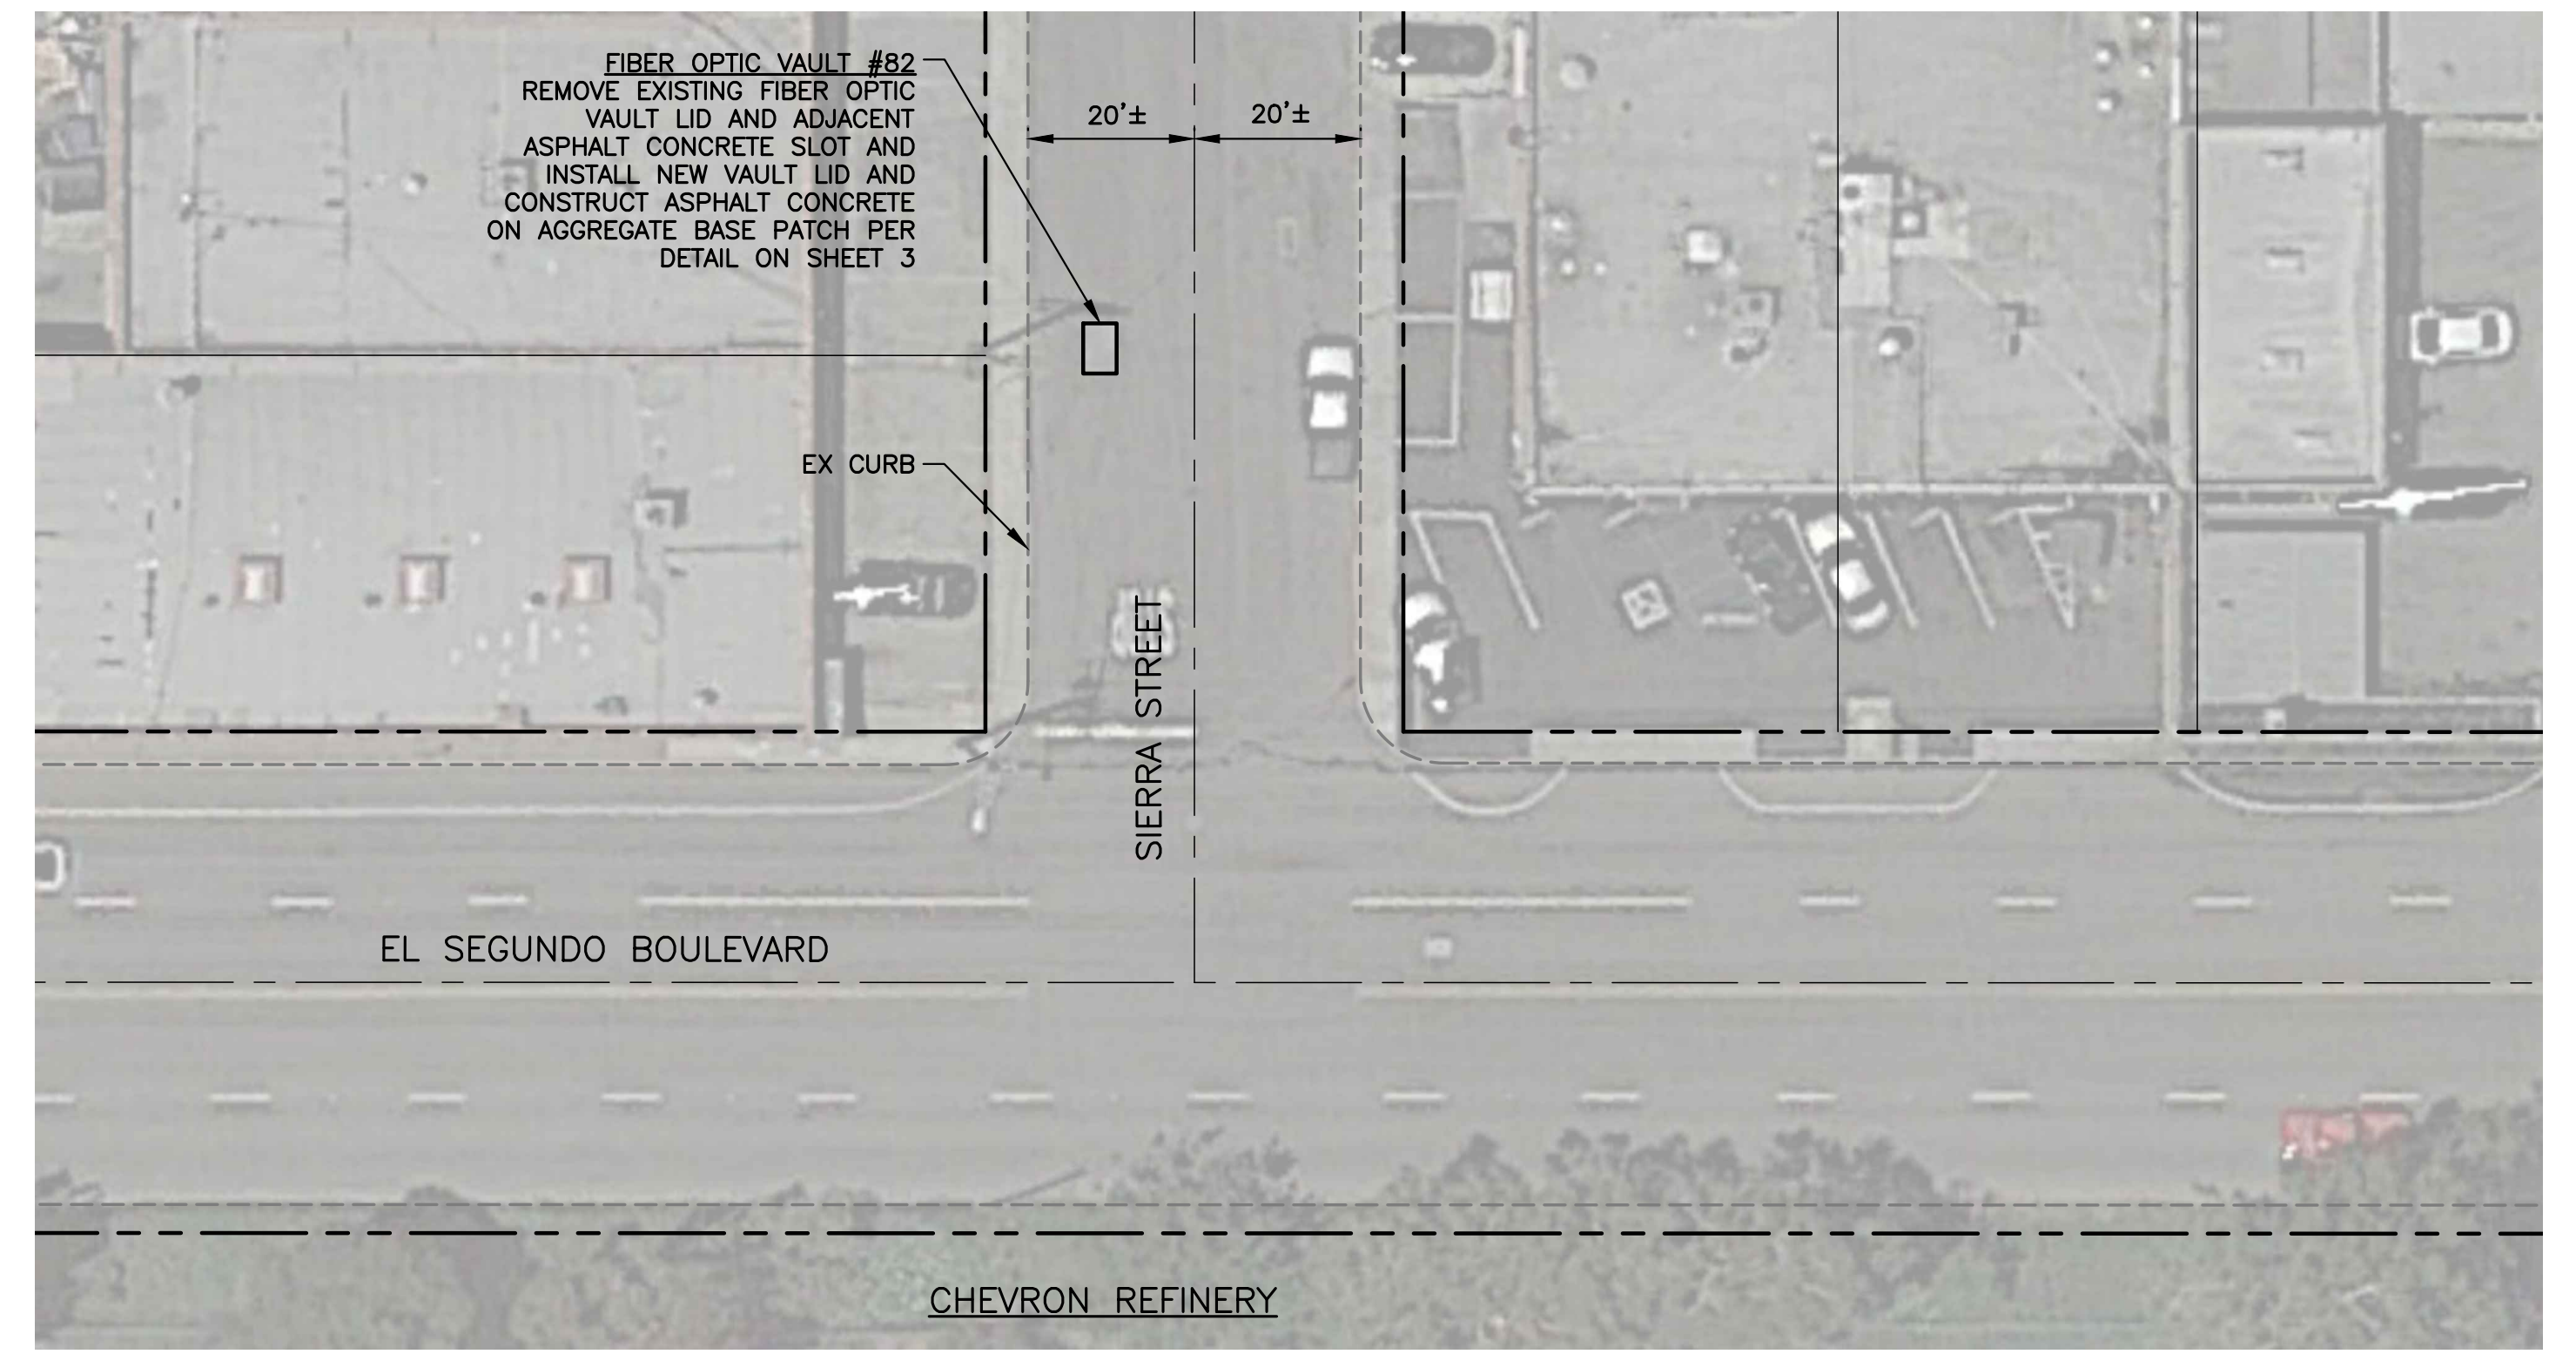 FIBER OPTIC VAULT #82
REMOVE EXISTING FIBER OPTIC
VAULT LID AND ADJACENT
ASPHALT CONCRETE SLOT AND
INSTALL NEW VAULT LID AND
CONSTRUCT ASPHALT CONCRETE
ON AGGREGATE BASE PATCH PER
DETAIL ON SHEET 3
20'±
20'±
EX CURB
SIERRA STREET
EL SEGUNDO BOULEVARD
CHEVRON REFINERY